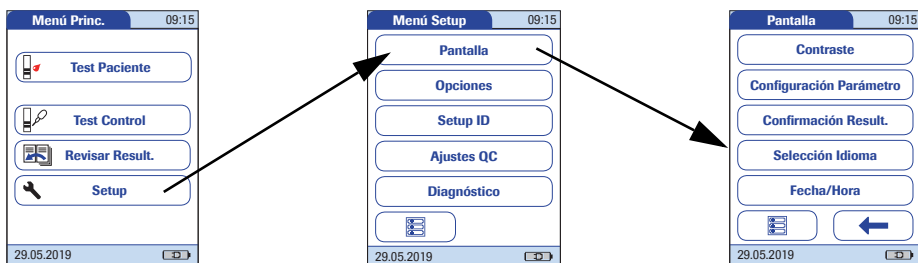 Menú Princ. 09:15
Test Paciente
Test Control
Revisar Result.
Setup
29.05.2019
Menú Setup 09:15
Pantalla
Opciones
Setup ID
Ajustes QC
Diagnóstico
29.05.2019
Pantalla 09:15
Contraste
Configuración Parámetro
Confirmación Result.
Selección Idioma
Fecha/Hora
29.05.2019